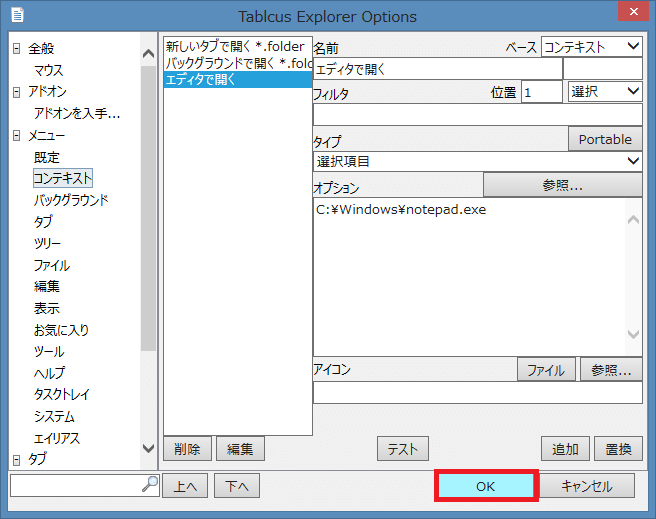 Tablcus Explorer Options
全般
マウス
アドオン
アドオンを入手...
メニュー
既定
コンテキスト
バックグラウンド
タブ
ツリー
ファイル
編集
表示
お気に入り
ツール
ヘルプ
タスクトレイ
システム
エイリアス
タブ
新しいタブで開く *.folder
バックグラウンドで開く *.fold
エディタで開く
名前
ベース
コンテキスト
エディタで開く
フィルタ
位置
1
選択
タイプ
Portable
選択項目
オプション
参照...
C:¥Windows¥notepad.exe
アイコン
ファイル
参照...
削除
編集
テスト
追加
置換
上へ
下へ
OK
キャンセル